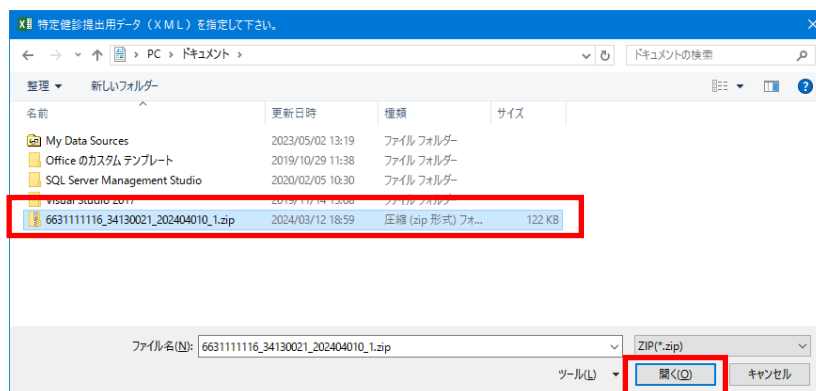 特定健診提出用データ（ＸＭＬ）を指定して下さい。
PC › ドキュメント › ドキュメントの検索
整理 新しいフォルダー
名前 更新日時 種類 サイズ
My Data Sources 2023/05/02 13:19 ファイル フォルダー
Office のカスタム テンプレート 2019/10/29 11:38 ファイル フォルダー
SQL Server Management Studio 2020/02/05 10:30 ファイル フォルダー
Visual Studio 2017 2019/11/14 15:08 ファイル フォルダー
6631111116_34130021_202404010_1.zip 2024/03/12 18:59 圧縮 (zip 形式) フォ... 122 KB
ファイル名(N): 6631111116_34130021_202404010_1.zip ZIP(*.zip)
ツール(L) 開く(O) キャンセル